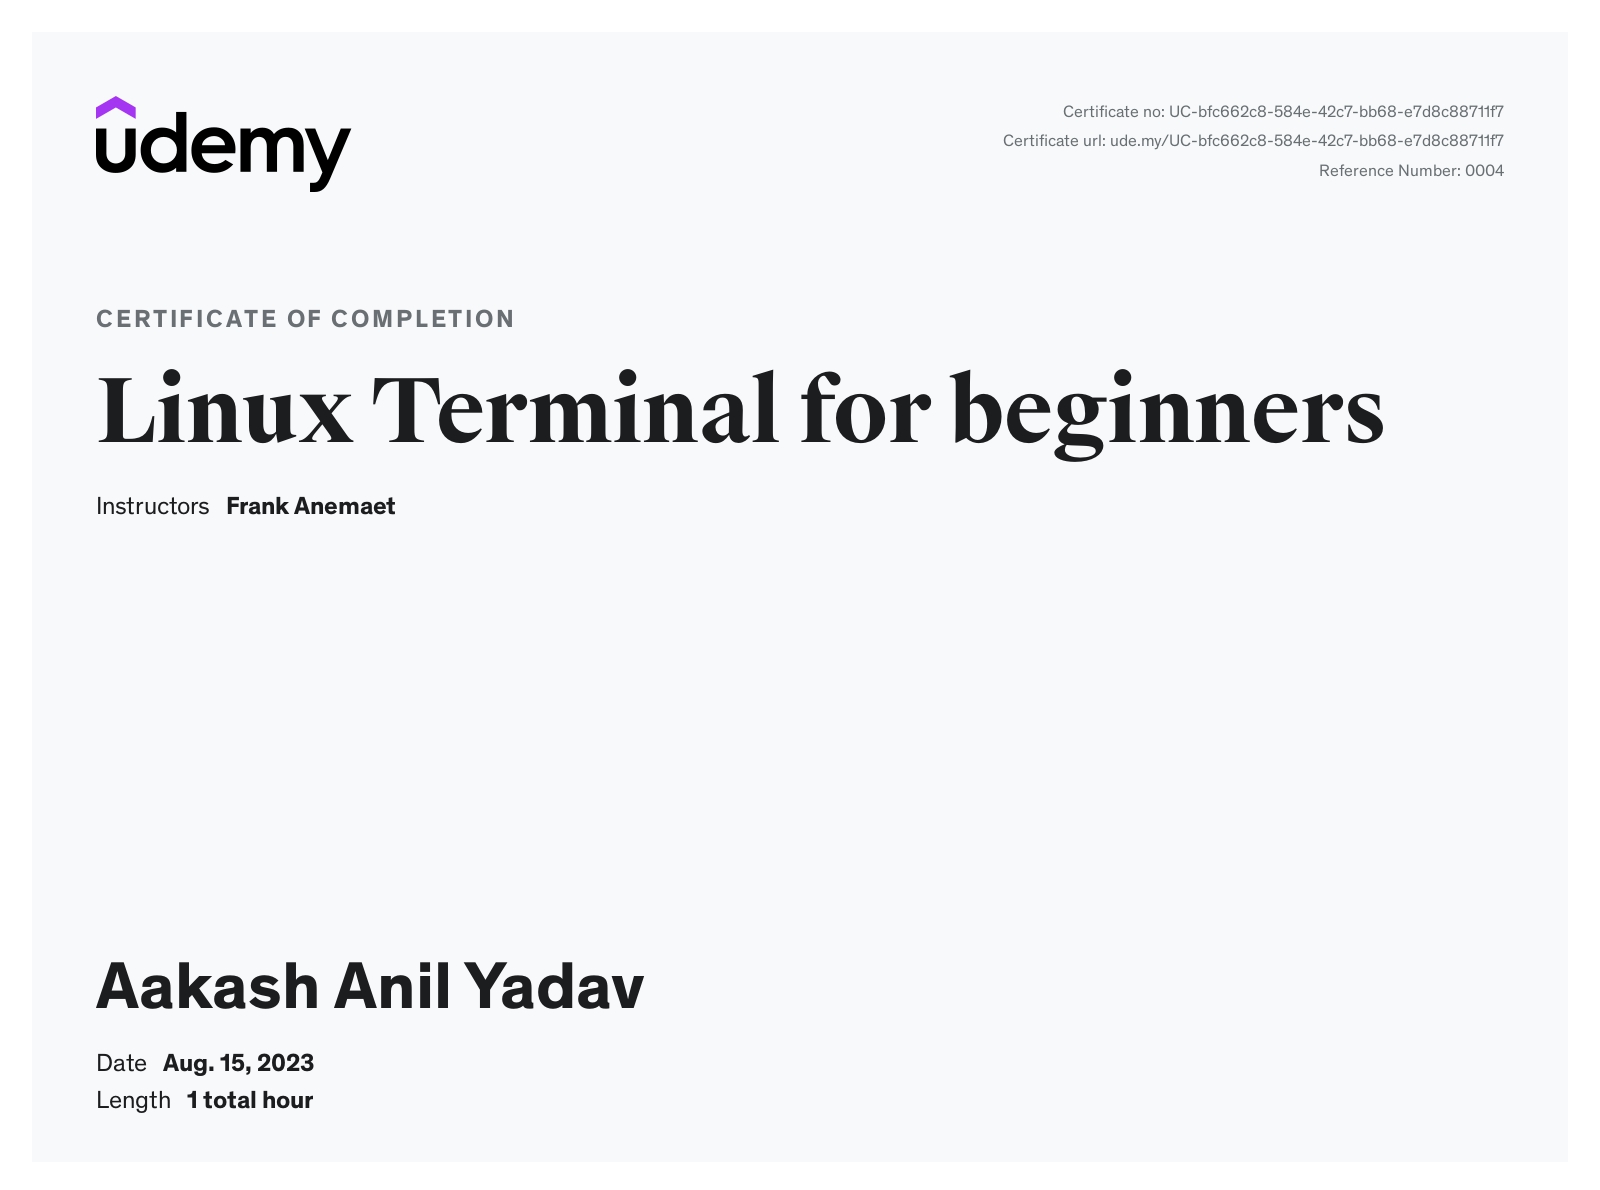 udemy
Certificate no: UC-bfc662c8-584e-42c7-bb68-e7d8c88711f7
Certificate url: ude.my/UC-bfc662c8-584e-42c7-bb68-e7d8c88711f7
Reference Number: 0004
CERTIFICATE OF COMPLETION
Linux Terminal for beginners
Instructors Frank Anemaet
Aakash Anil Yadav
Date Aug. 15, 2023
Length 1 total hour